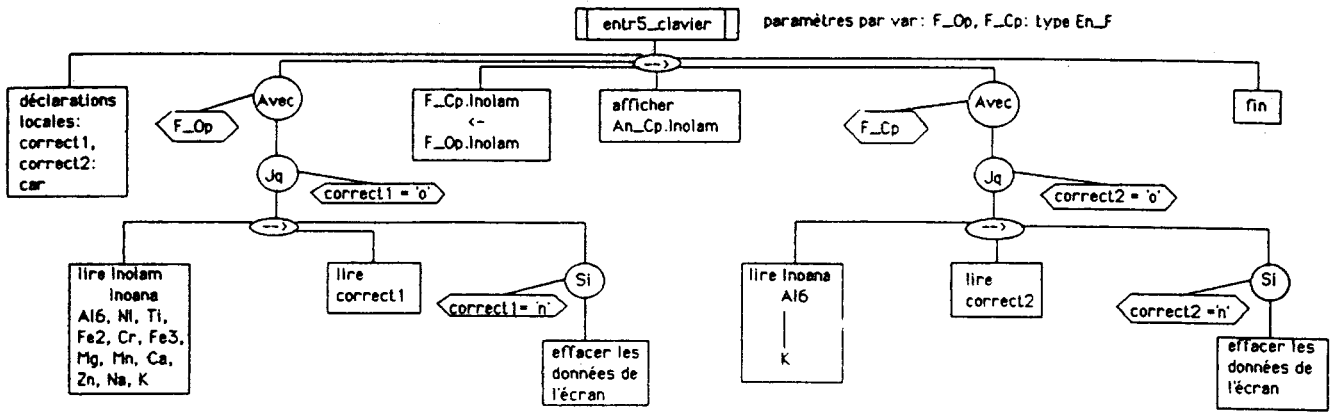 entr5_clavier
paramètres par var: F_Op, F_Cp: type En_F
-->
déclarations
locales:
correct1,
correct2:
car
Avec
F_Op
F_Cp.Inolam
<-
F_Op.Inolam
afficher
An_Cp.Inolam
Avec
F_Cp
fin
Jq
correct1 = 'o'
Jq
correct2 = 'o'
-->
-->
lire Inolam
Inoana
Al6, Ni, Ti,
Fe2, Cr, Fe3,
Mg, Mn, Ca,
Zn, Na, K
lire
correct1
Si
correct1= 'n'
effacer les
données de
l'écran
lire Inoana
Al6
K
lire
correct2
Si
correct2 ='n'
effacer les
données de
l'écran